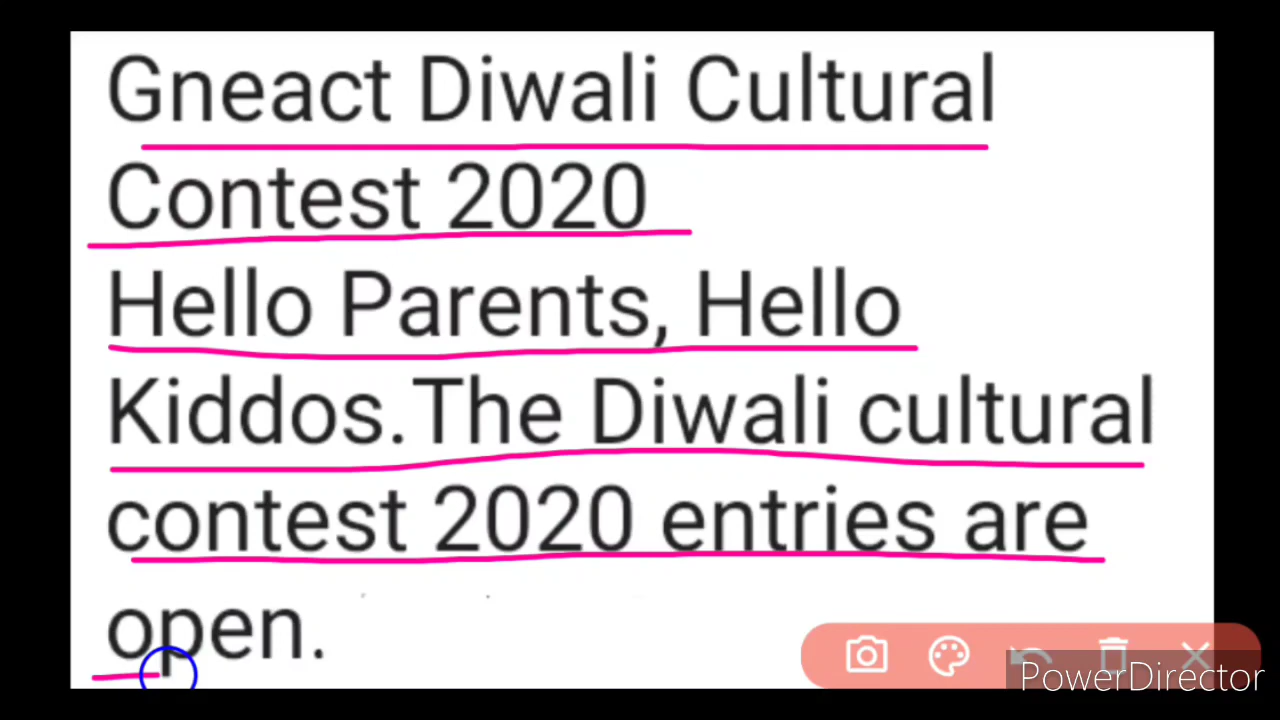 Gneact Diwali Cultural
Contest 2020
Hello Parents, Hello
Kiddos.The Diwali cultural
contest 2020 entries are
open.
PowerDirector